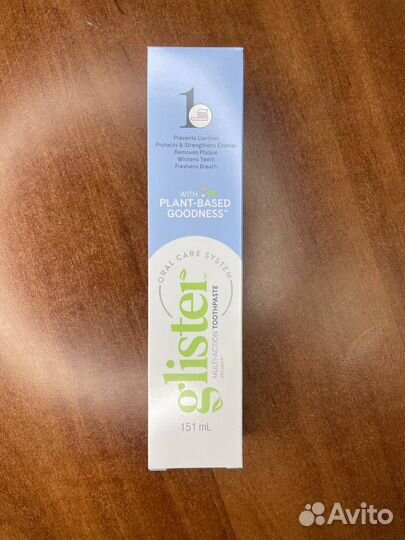 1
Prevents Cavities
Protects & Strengthens Enamel
Removes Plaque
Whitens Teeth
Freshens Breath
WITH
PLANT-BASED
GOODNESS™
ORAL CARE SYSTEM
glister™
MULTI-ACTION TOOTHPASTE
151 mL
Avito